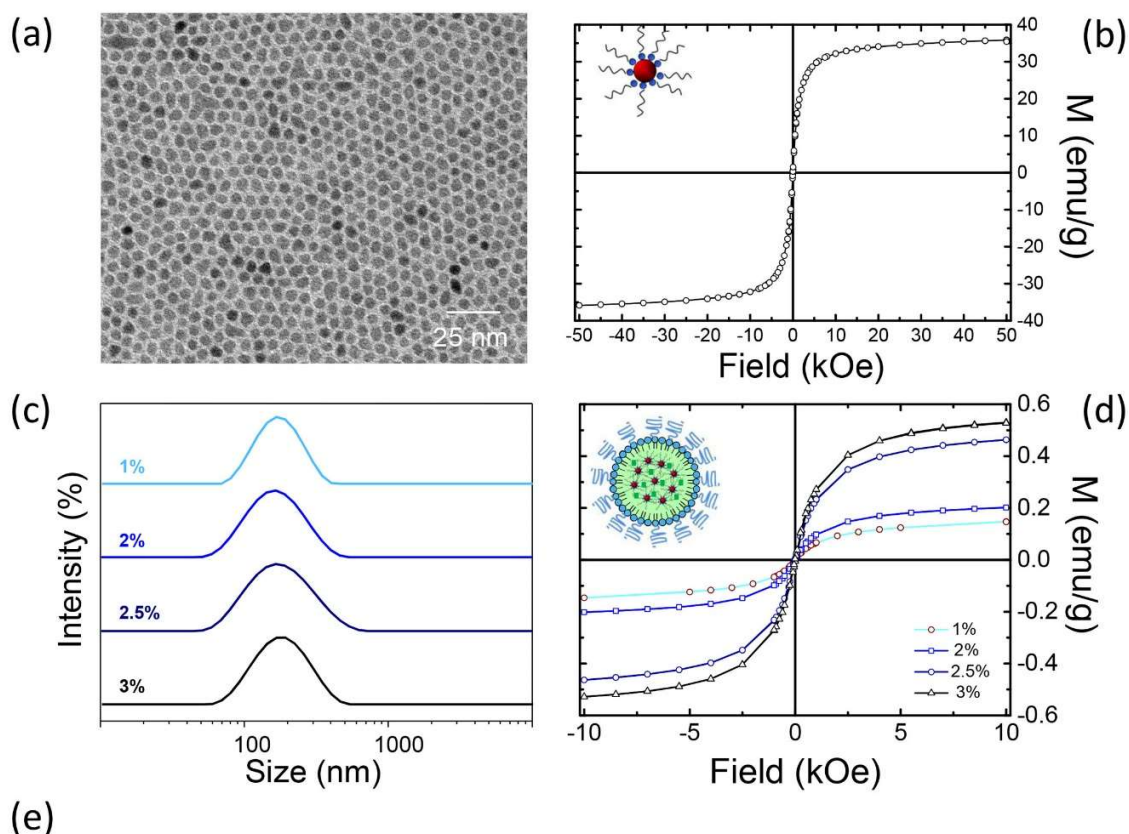 (a)
25 nm
(b)
40
30
20
10
0
-10
-20
-30
-40
M (emu/g)
-50 -40 -30 -20 -10 0 10 20 30 40 50
Field (kOe)
(c)
1%
2%
2.5%
3%
Intensity (%)
100 1000
Size (nm)
(d)
0.6
0.4
0.2
0.0
-0.2
-0.4
-0.6
M (emu/g)
1%
2%
2.5%
3%
-10 -5 0 5 10
Field (kOe)
(e)